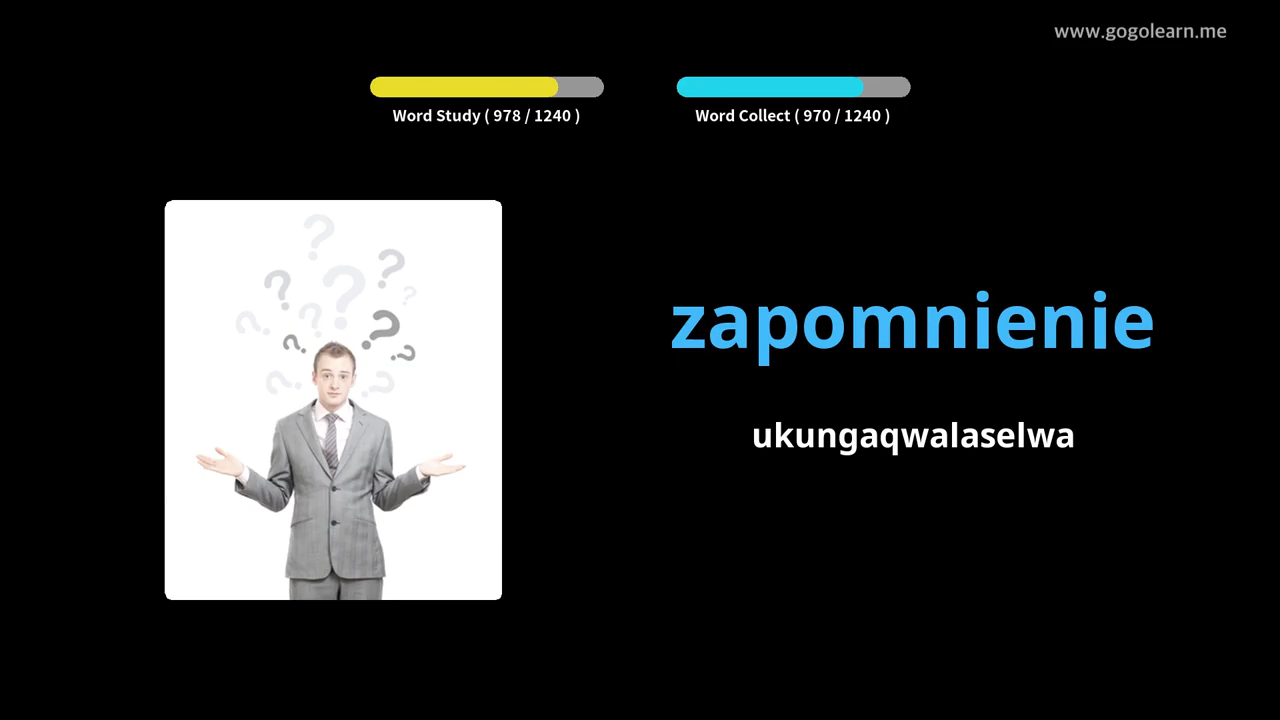 www.gogolearn.me
Word Study ( 978 / 1240 )
Word Collect ( 970 / 1240 )
zapomnienie
ukungaqwalaselwa